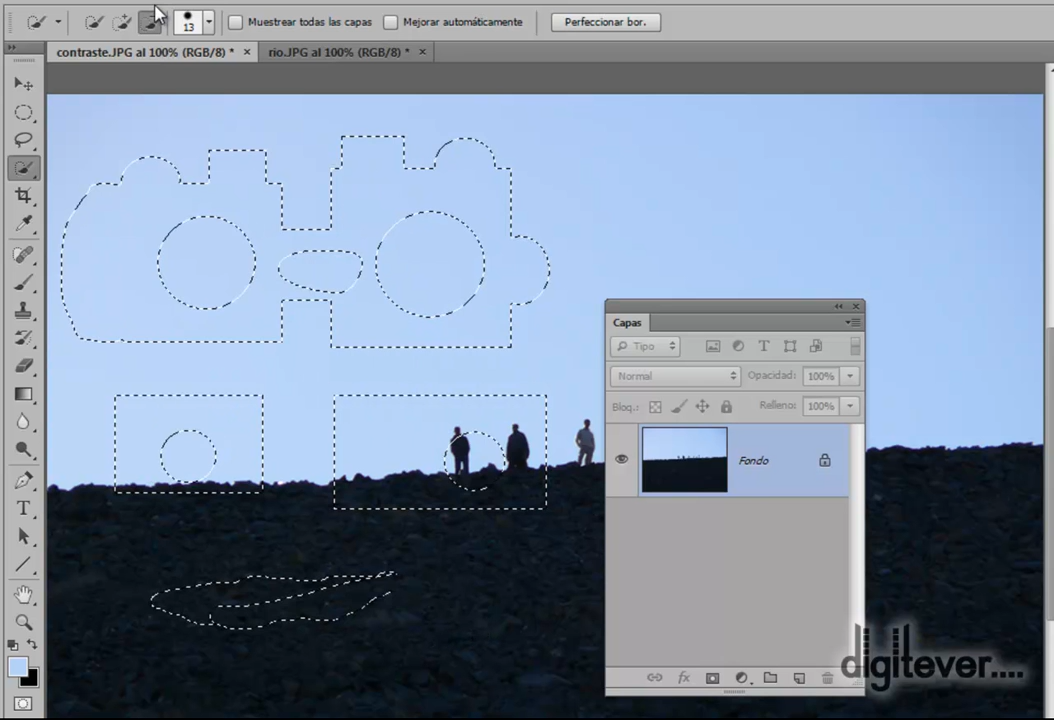 13
Muestrear todas las capas
Mejorar automáticamente
Perfeccionar bor.
contraste.JPG al 100% (RGB/8) * ×
rio.JPG al 100% (RGB/8) * ×
Capas
Tipo
T
Normal
Opacidad: 100%
Bloq.:
Relleno: 100%
Fondo
T
fx
digitever....